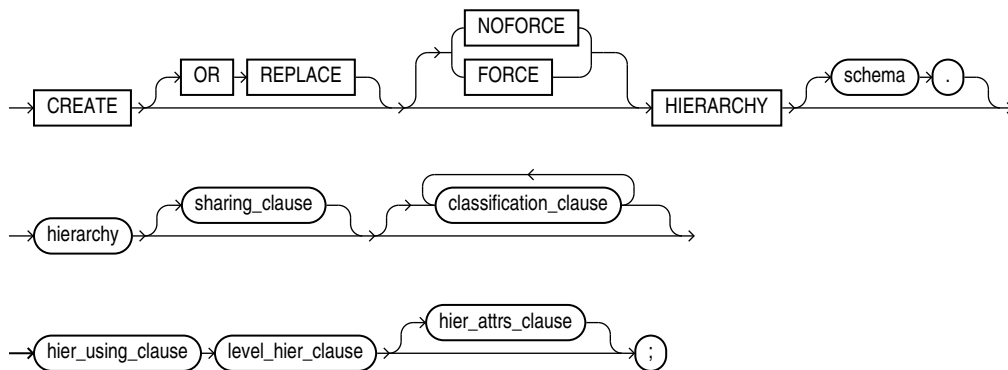 NOFORCE
OR REPLACE FORCE schema .
CREATE HIERARCHY
sharing_clause classification_clause
hierarchy
hier_attrs_clause
hier_using_clause level_hier_clause ;